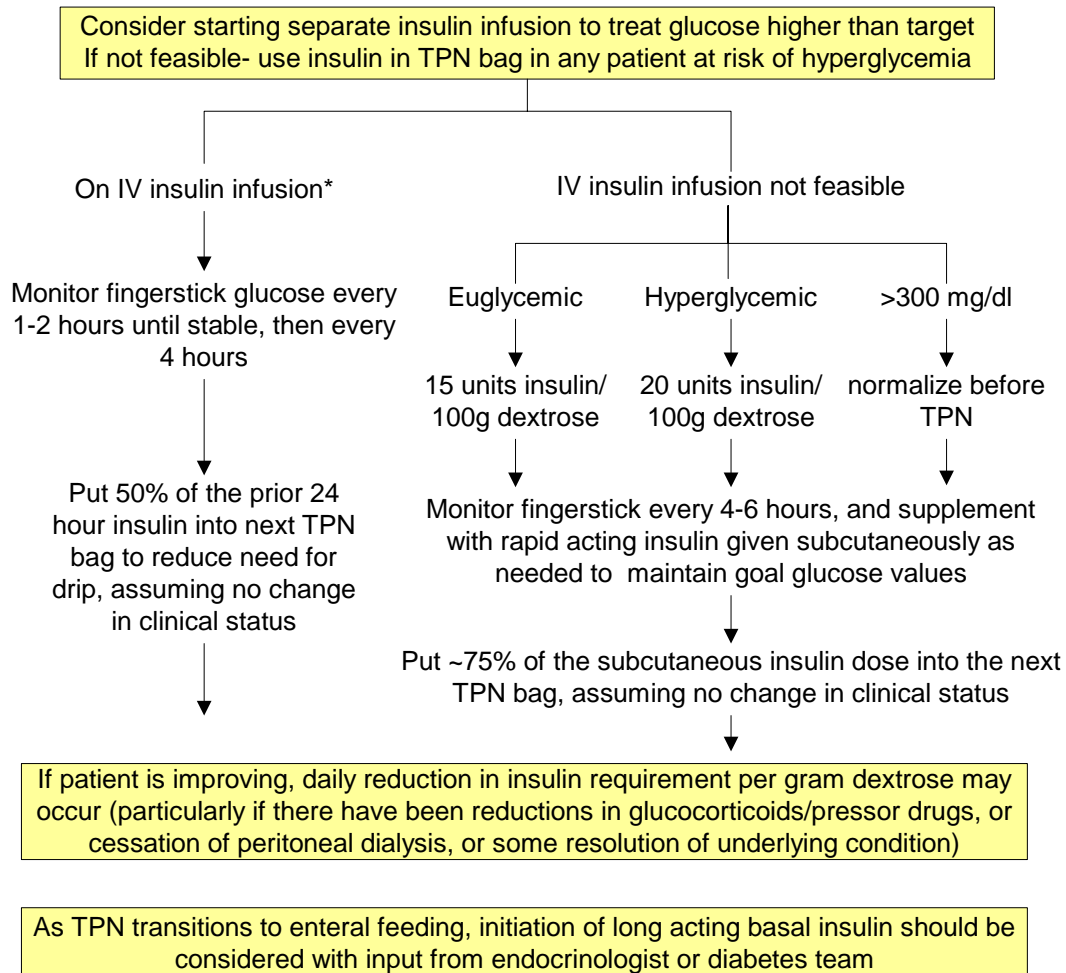 Consider starting separate insulin infusion to treat glucose higher than target
If not feasible- use insulin in TPN bag in any patient at risk of hyperglycemia
On IV insulin infusion*
Monitor fingerstick glucose every
1-2 hours until stable, then every
4 hours
Put 50% of the prior 24
hour insulin into next TPN
bag to reduce need for
drip, assuming no change
in clinical status
IV insulin infusion not feasible
Euglycemic
15 units insulin/
100g dextrose
Hyperglycemic
20 units insulin/
100g dextrose
>300 mg/dl
normalize before
TPN
Monitor fingerstick every 4-6 hours, and supplement
with rapid acting insulin given subcutaneously as
needed to maintain goal glucose values
Put ~75% of the subcutaneous insulin dose into the next
TPN bag, assuming no change in clinical status
If patient is improving, daily reduction in insulin requirement per gram dextrose may
occur (particularly if there have been reductions in glucocorticoids/pressor drugs, or
cessation of peritoneal dialysis, or some resolution of underlying condition)
As TPN transitions to enteral feeding, initiation of long acting basal insulin should be
considered with input from endocrinologist or diabetes team